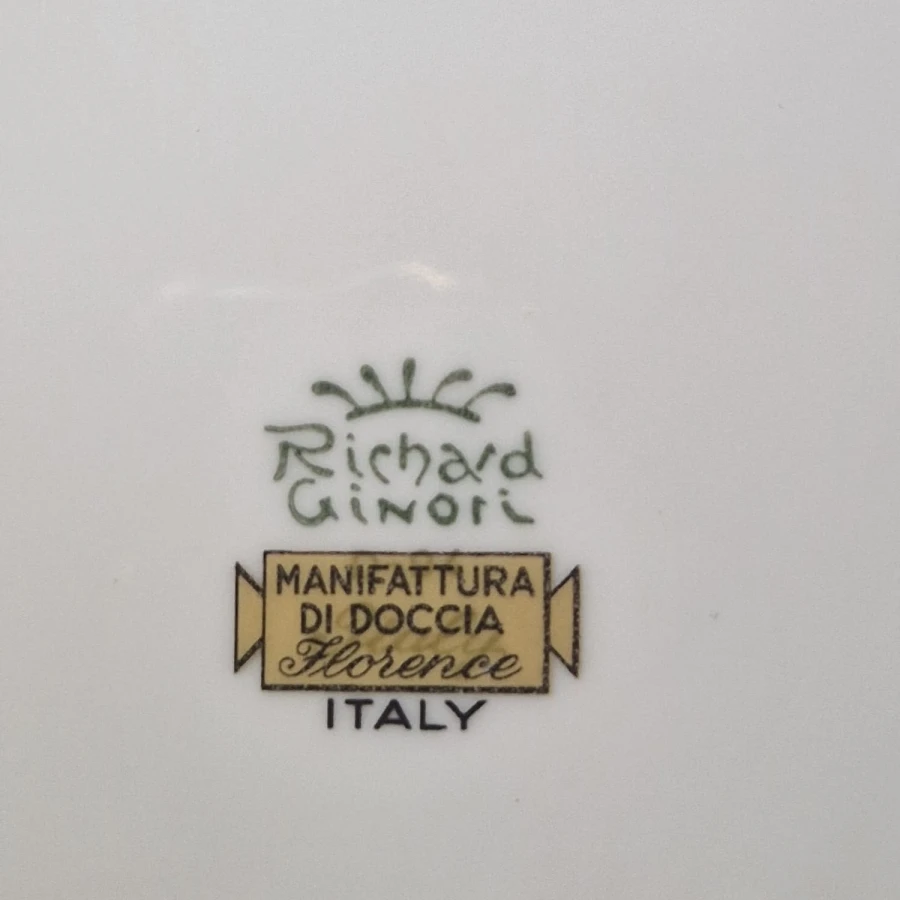 Richard
Ginori
MANIFATTURA
DI DOCCIA
Florence
ITALY